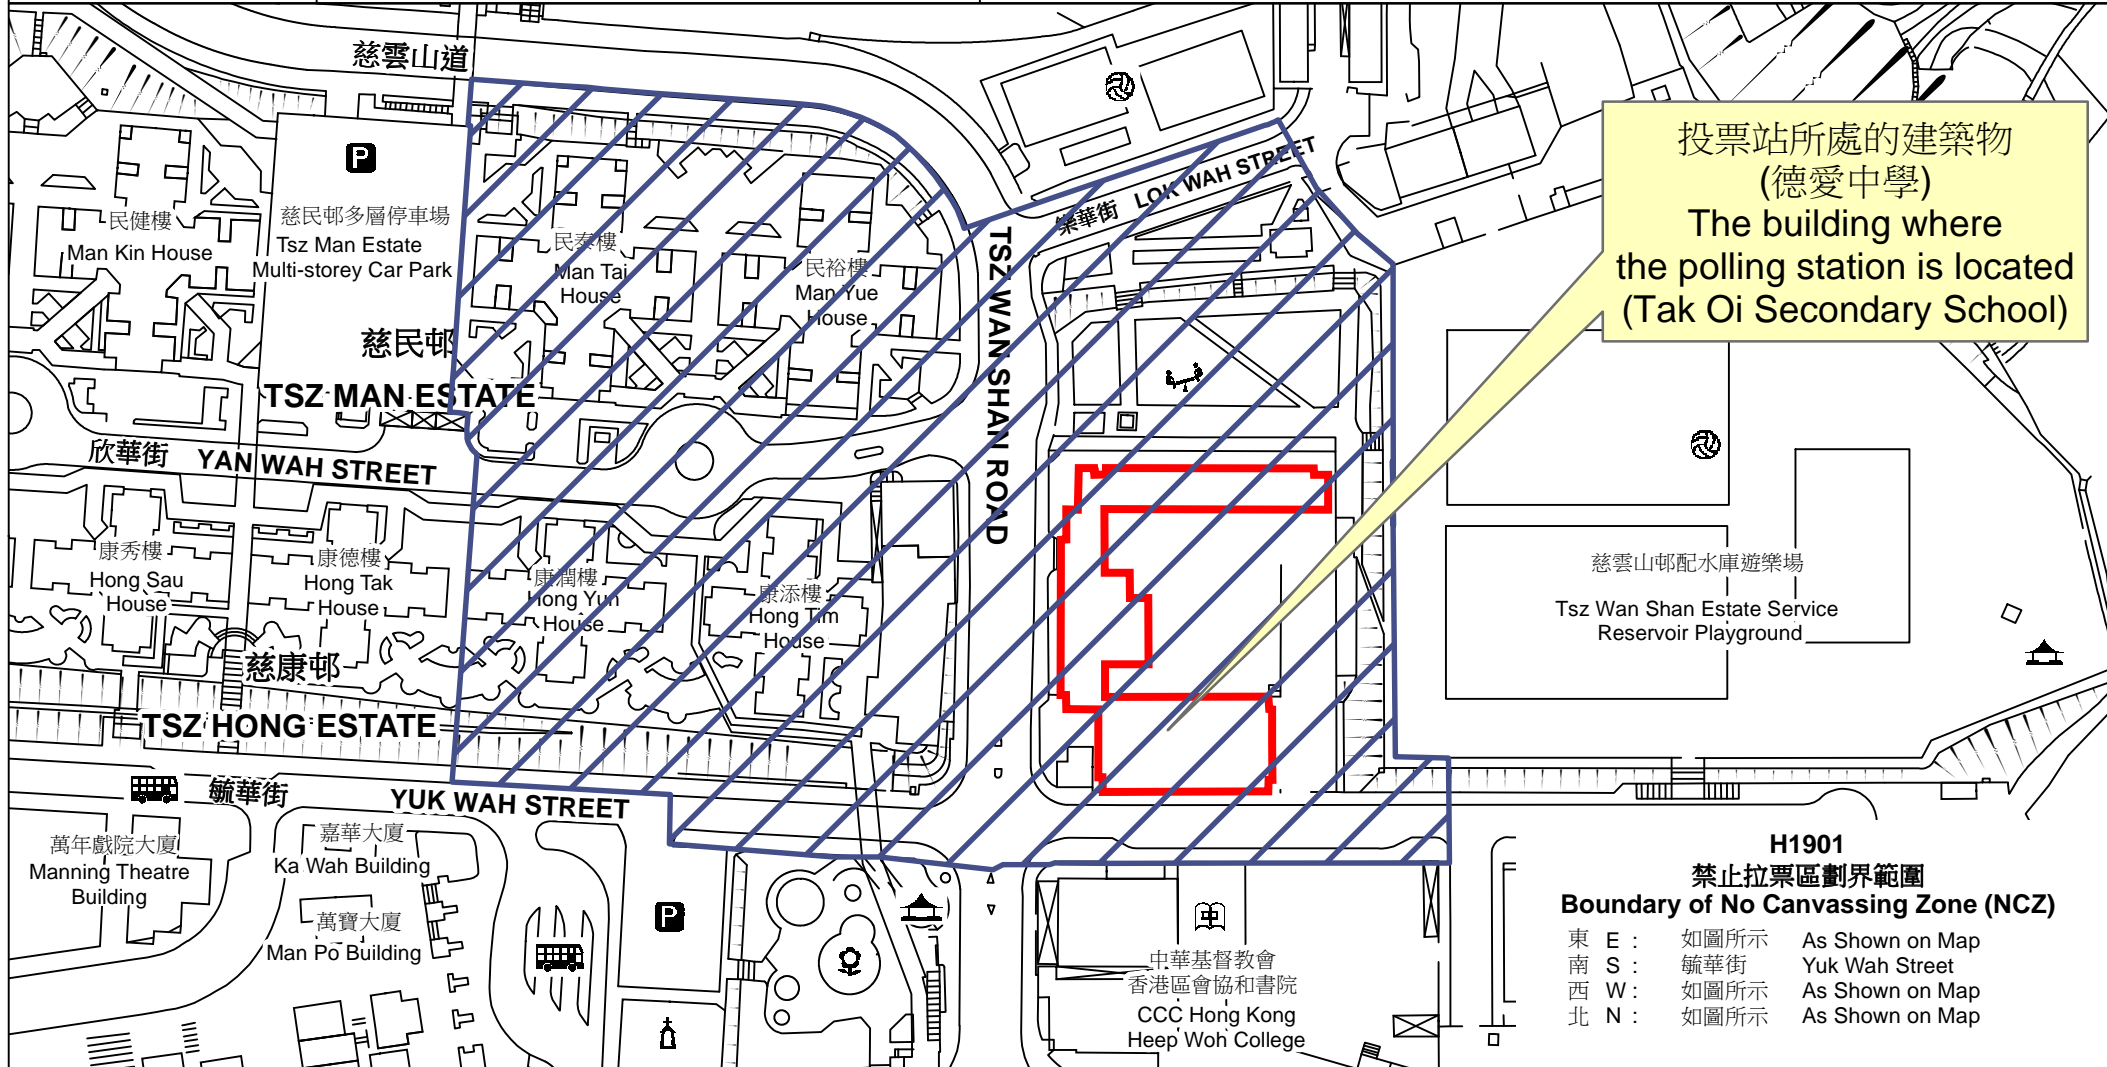 慈雲山道
投票站所處的建築物
(德愛中學)
The building where
the polling station is located
(Tak Oi Secondary School)
樂華街 LOK WAH STREET
民健樓
Man Kin House
P
慈民邨多層停車場
Tsz Man Estate
Multi-storey Car Park
民泰樓
Man Tai
House
民裕樓
Man Yue
House
TSZ WAN SHAN ROAD
慈民邨
TSZ MAN ESTATE
欣華街 YAN WAH STREET
康秀樓
Hong Sau
House
康德樓
Hong Tak
House
康潤樓
Hong Yun
House
康添樓
Hong Tim
House
慈雲山邨配水庫遊樂場
Tsz Wan Shan Estate Service
Reservoir Playground
慈康邨
TSZ HONG ESTATE
毓華街 YUK WAH STREET
萬年戲院大廈
Manning Theatre
Building
嘉華大廈
Ka Wah Building
萬寶大廈
Man Po Building
P
中
中華基督教會
香港區會協和書院
CCC Hong Kong
Heep Woh College
H1901
禁止拉票區劃界範圍
Boundary of No Canvassing Zone (NCZ)
東 E : 如圖所示 As Shown on Map
南 S : 毓華街 Yuk Wah Street
西 W : 如圖所示 As Shown on Map
北 N : 如圖所示 As Shown on Map